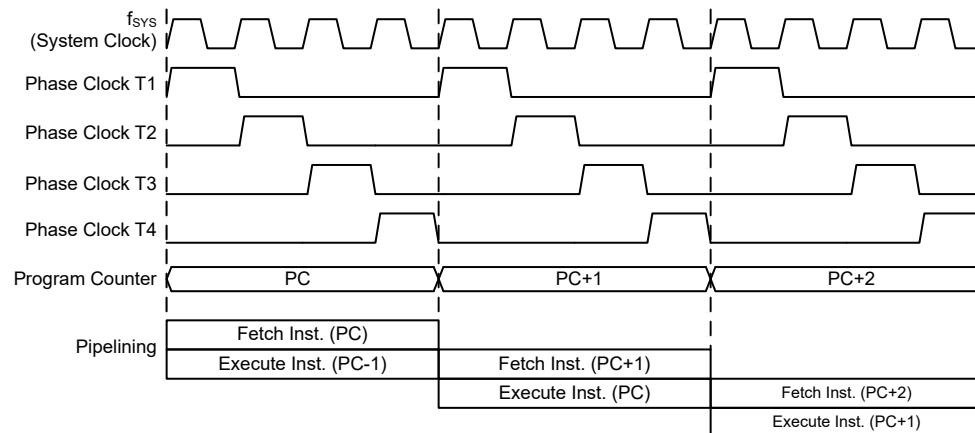 fSYS
(System Clock)
Phase Clock T1
Phase Clock T2
Phase Clock T3
Phase Clock T4
Program Counter PC PC+1 PC+2
Pipelining
Fetch Inst. (PC)
Execute Inst. (PC-1) Fetch Inst. (PC+1)
Execute Inst. (PC) Fetch Inst. (PC+2)
Execute Inst. (PC+1)